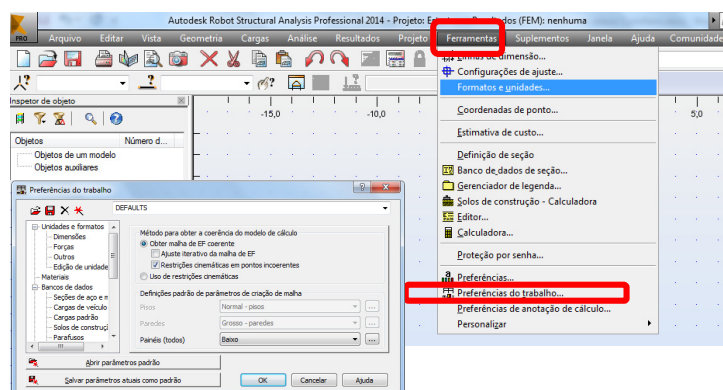 Autodesk Robot Structural Analysis Professional 2014 - Projeto: E
dos (FEM): nenhuma
PRO Arquivo Editar Vista Geometria Cargas Análise Resultados Projeto Ferramentas Suplementos Janela Ajuda Comunidade
Linhas de dimensão...
Configurações de ajuste...
Formatos e unidades...
Coordenadas de ponto...
Estimativa de custo...
Definição de seção
Banco de dados de seção...
Gerenciador de legenda...
Solos de construção - Calculadora
Editor...
Calculadora...
Proteção por senha...
Preferências...
Preferências do trabalho...
Preferências de anotação de cálculo...
Personalizar
Inspetor de objeto
-15,0 -10,0 5,0
Objetos Número d...
Objetos de um modelo
Objetos auxiliares
Preferências do trabalho
DEFAULTS
Unidades e formatos
Dimensões
Forças
Outros
Edição de unidade
Materiais
Bancos de dados
Seções de aço e m
Cargas de veículo
Cargas padrão
Solos de construçã
Parafusos
Método para obter a coerência do modelo de cálculo
Obter malha de EF coerente
Ajuste iterativo da malha de EF
Restrições cinemáticas em pontos incoerentes
Uso de restrições cinemáticas
Definições padrão de parâmetros de criação de malha
Pisos Normal - pisos ...
Paredes Grosso - paredes ...
Painéis (todos) Baixo ...
Abrir parâmetros padrão
Salvar parâmetros atuais como padrão
OK Cancelar Ajuda